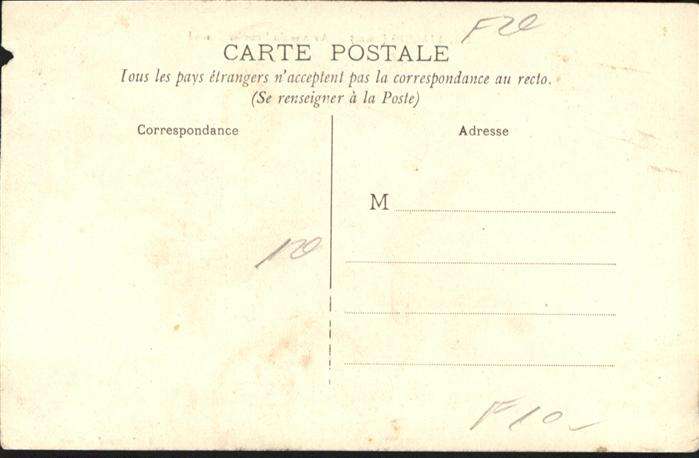 F20
CARTE POSTALE
Tous les pays étrangers n'acceptent pas la correspondance au recto.
(Se renseigner à la Poste)
Correspondance
Adresse
M
120
F10-